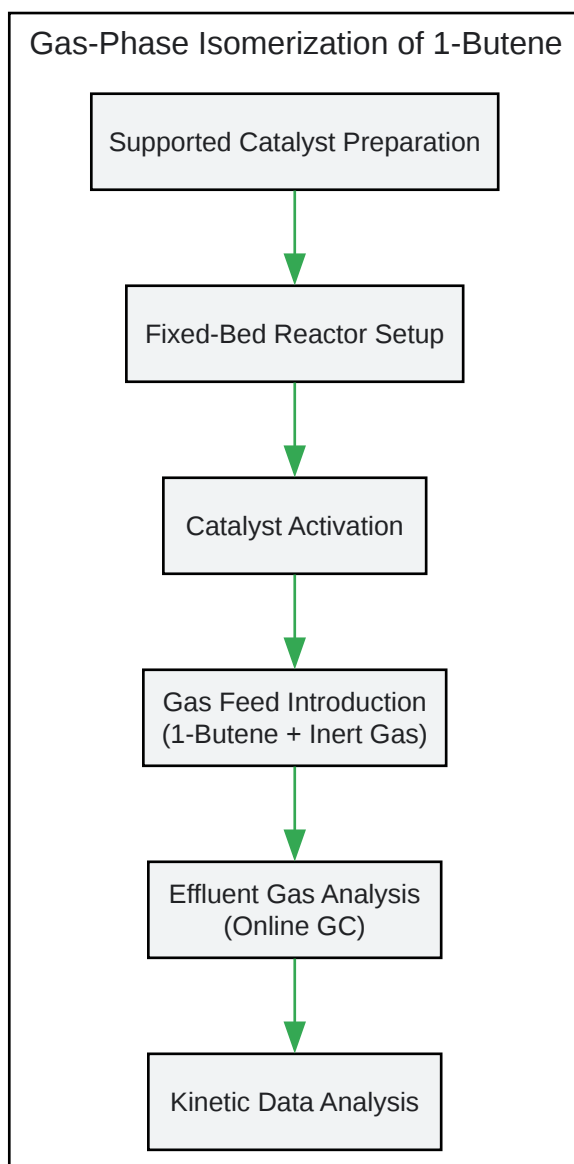 Gas-Phase Isomerization of 1-Butene
Supported Catalyst Preparation
Fixed-Bed Reactor Setup
Catalyst Activation
Gas Feed Introduction
(1-Butene + Inert Gas)
Effluent Gas Analysis
(Online GC)
Kinetic Data Analysis